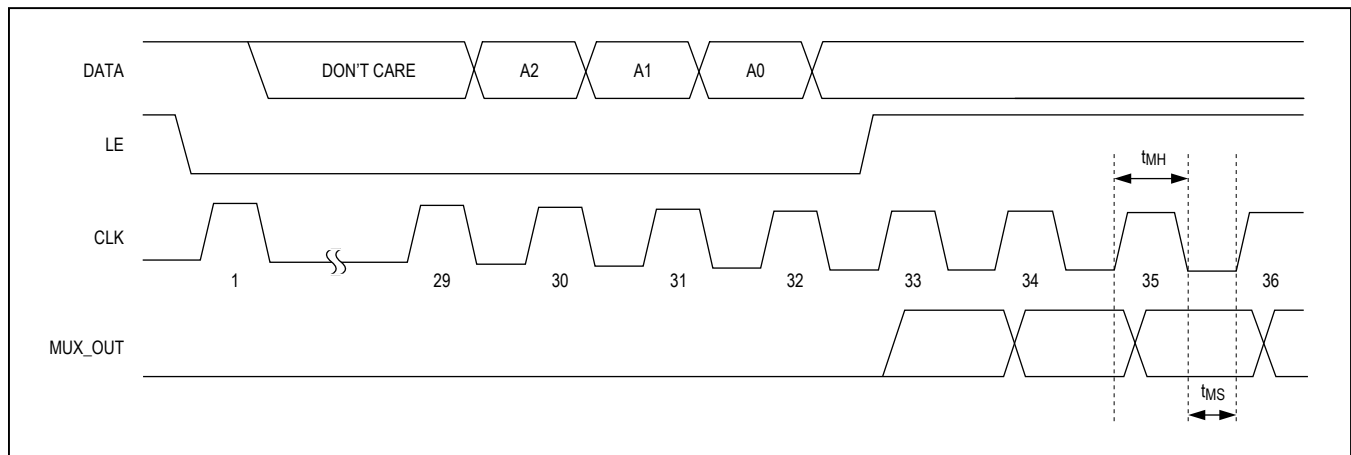 DATA DON'T CARE A2 A1 A0
LE
tMH
CLK
1 29 30 31 32 33 34 35 36
MUX_OUT
tMS